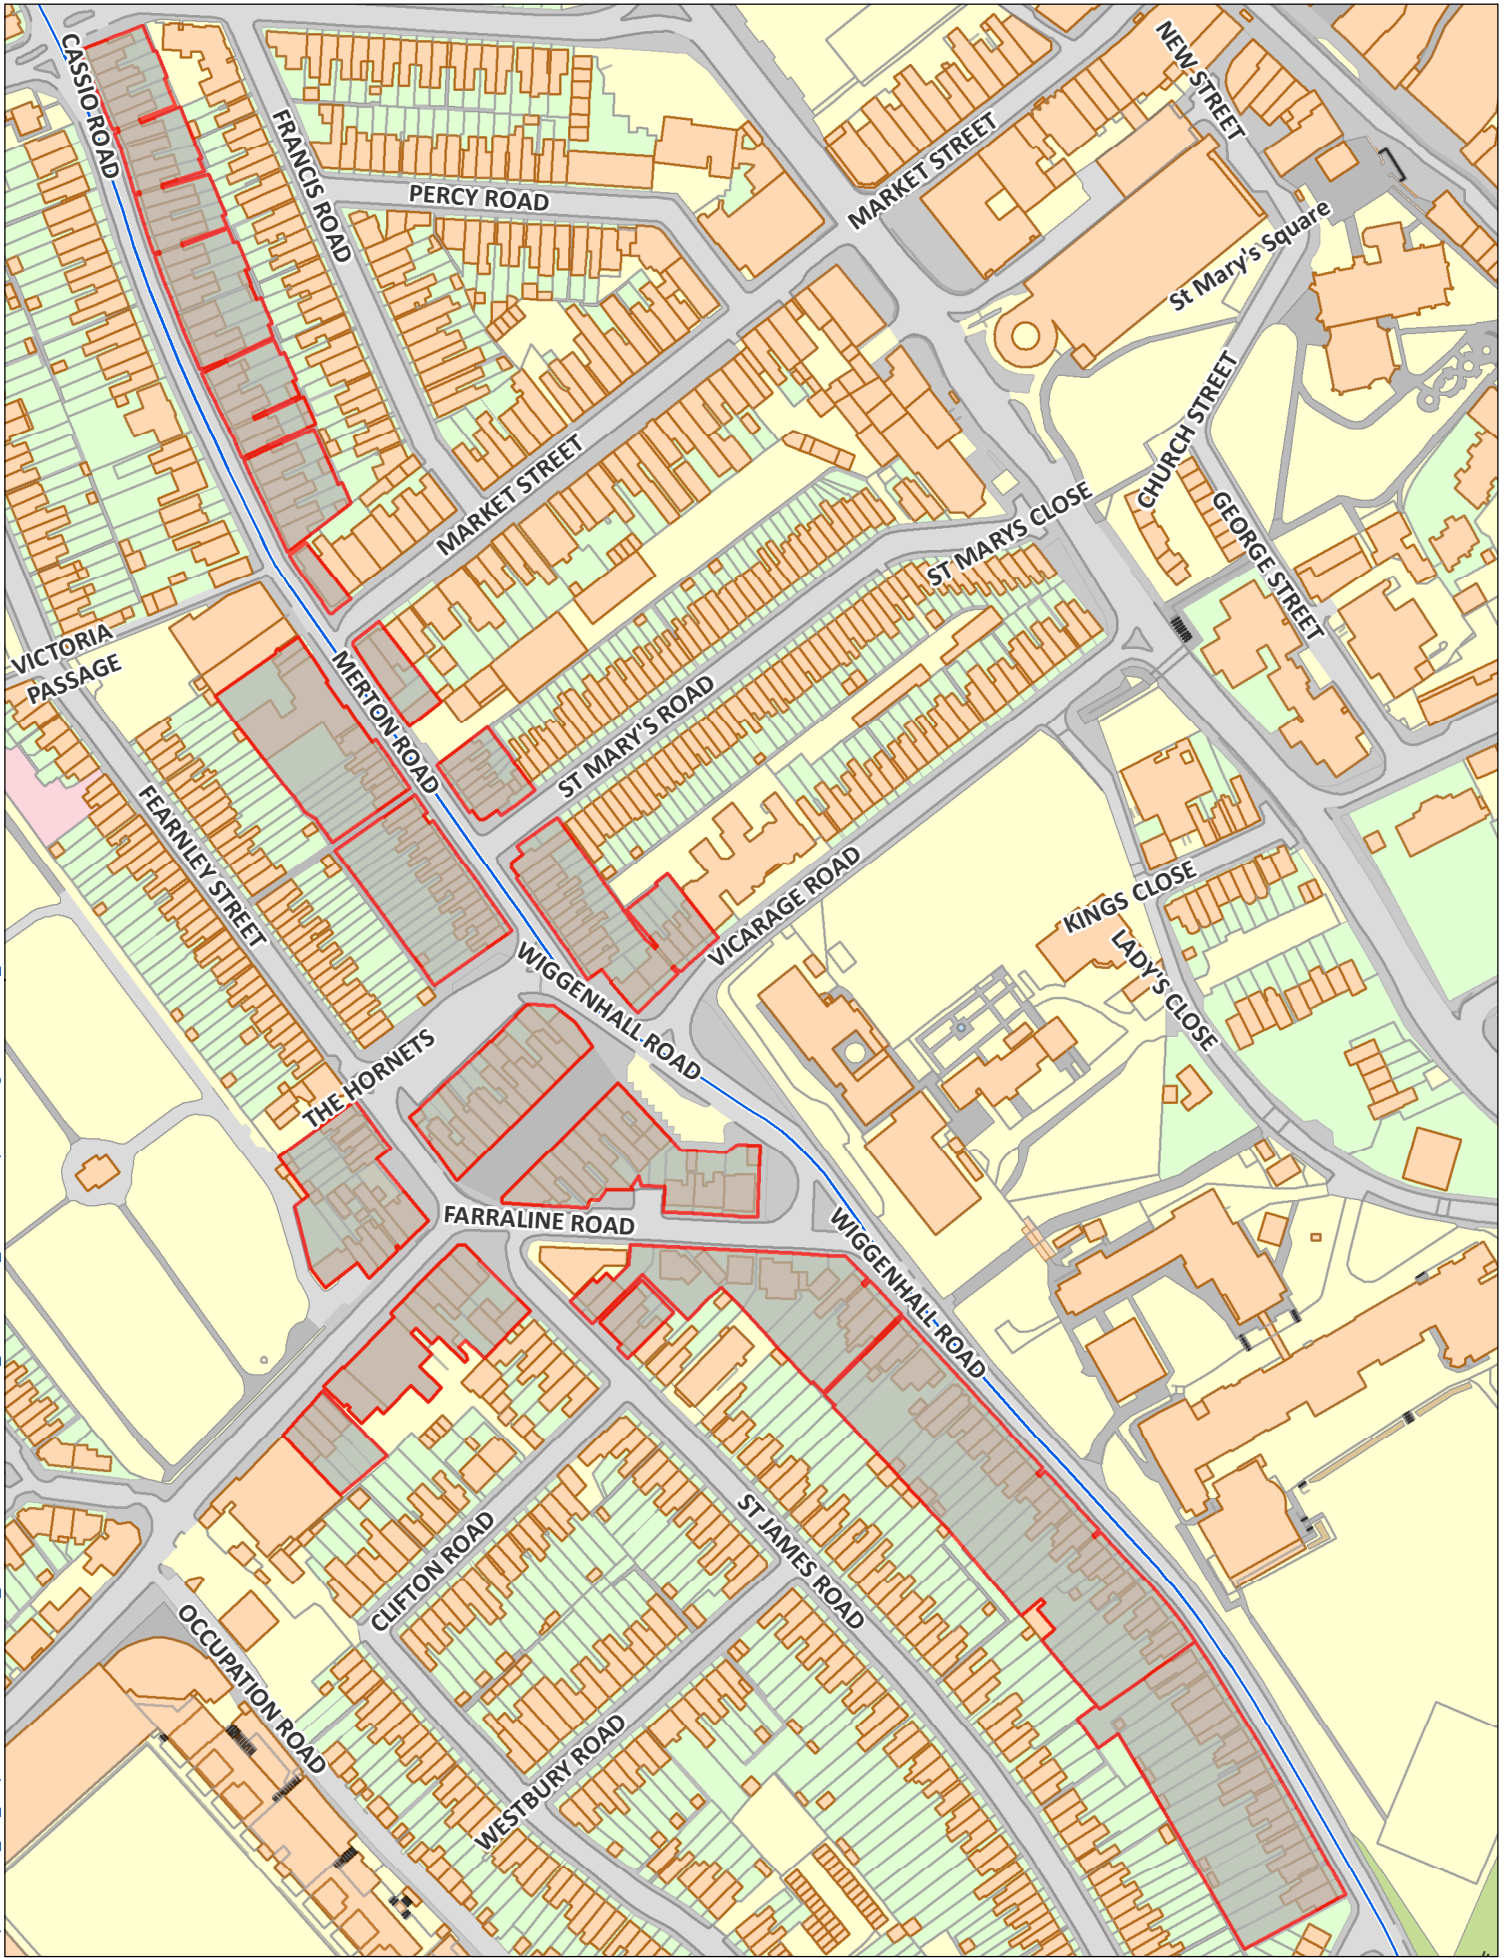 CASSIO ROAD
FRANCIS ROAD
PERCY ROAD
NEW STREET
MARKET STREET
St Mary's Square
CHURCH STREET
MARKET STREET
ST MARYS CLOSE
GEORGE STREET
VICTORIA
PASSAGE
MERTON ROAD
ST MARY'S ROAD
FEARNLEY STREET
VICARAGE ROAD
KINGS CLOSE
LADY'S CLOSE
WIGGENHALL ROAD
THE HORNETS
FARRALINE ROAD
WIGGENHALL ROAD
CLIFTON ROAD
ST JAMES ROAD
OCCUPATION ROAD
WESTBURY ROAD